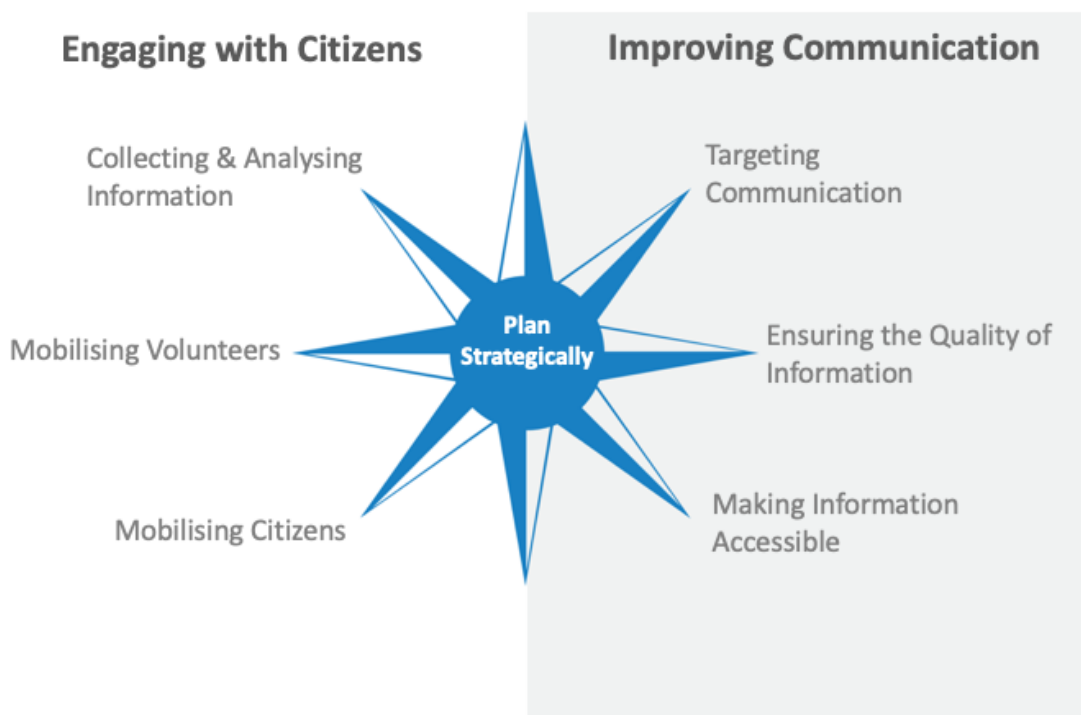 Engaging with Citizens
Improving Communication
Collecting & Analysing
Information
Targeting
Communication
Plan
Strategically
Mobilising Volunteers
Ensuring the Quality of
Information
Mobilising Citizens
Making Information
Accessible